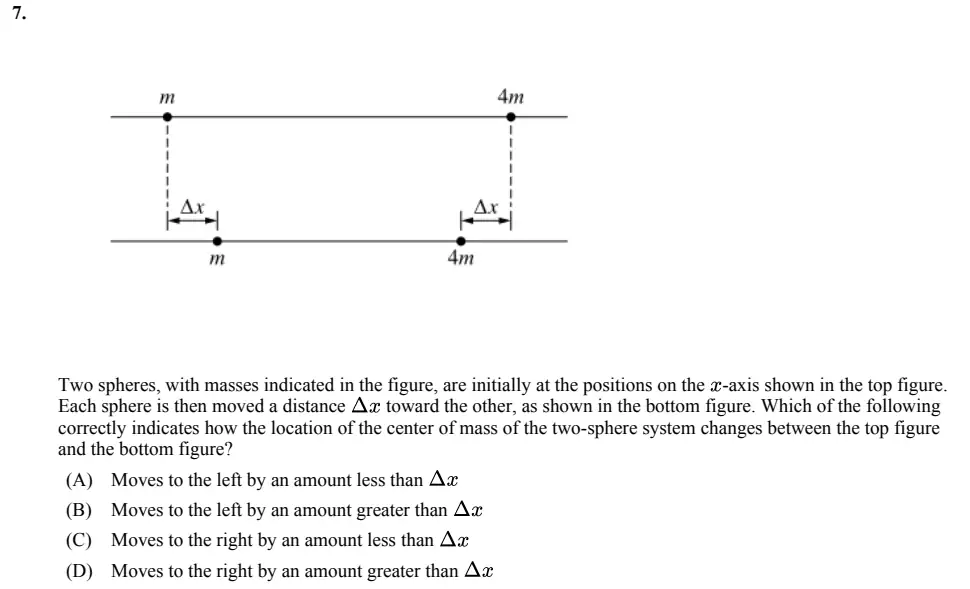 7.
m 4m
Δx Δx
m 4m
Two spheres, with masses indicated in the figure, are initially at the positions on the x-axis shown in the top figure.
Each sphere is then moved a distance Δx toward the other, as shown in the bottom figure. Which of the following
correctly indicates how the location of the center of mass of the two-sphere system changes between the top figure
and the bottom figure?
(A) Moves to the left by an amount less than Δx
(B) Moves to the left by an amount greater than Δx
(C) Moves to the right by an amount less than Δx
(D) Moves to the right by an amount greater than Δx